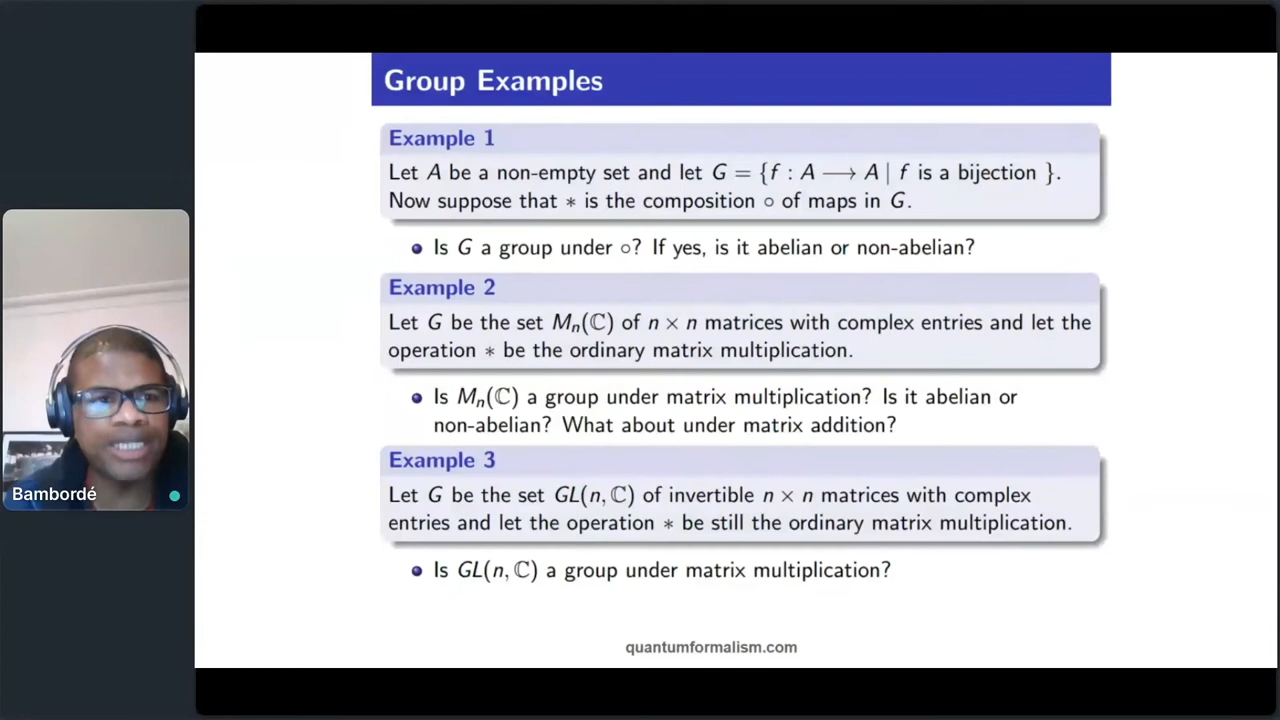 Group Examples
Example 1
Let A be a non-empty set and let G = {f : A ⟶ A | f is a bijection }.
Now suppose that ∗ is the composition ∘ of maps in G.
Is G a group under ∘? If yes, is it abelian or non-abelian?
Example 2
Let G be the set Mₙ(ℂ) of n × n matrices with complex entries and let the
operation ∗ be the ordinary matrix multiplication.
Is Mₙ(ℂ) a group under matrix multiplication? Is it abelian or
non-abelian? What about under matrix addition?
Example 3
Let G be the set GL(n, ℂ) of invertible n × n matrices with complex
entries and let the operation ∗ be still the ordinary matrix multiplication.
Is GL(n, ℂ) a group under matrix multiplication?
quantumformalism.com
Bambordé